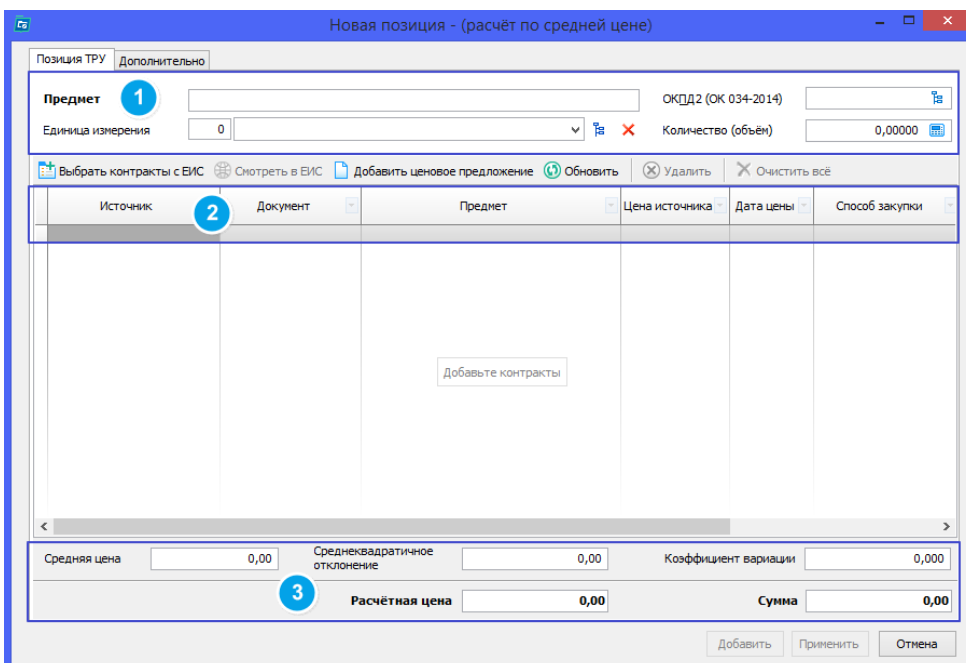 Новая позиция - (расчёт по средней цене)
Позиция ТРУ Дополнительно
Предмет 1 ОКПД2 (ОК 034-2014)
Единица измерения 0 Количество (объём) 0,00000
Выбрать контракты с ЕИС Смотреть в ЕИС Добавить ценовое предложение Обновить Удалить Очистить всё
Источник 2 Документ Предмет Цена источника Дата цены Способ закупки
Добавьте контракты
Средняя цена 0,00 Среднеквадратичное отклонение 0,00 Коэффициент вариации 0,000
3 Расчётная цена 0,00 Сумма 0,00
Добавить Применить Отмена